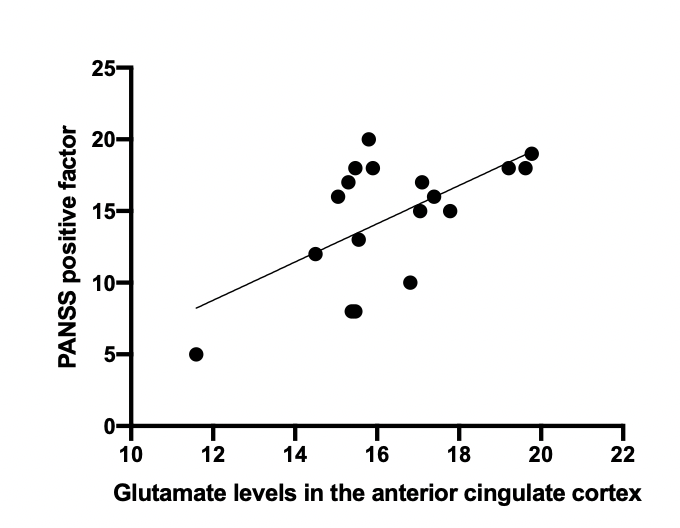 25
20
15
10
5
0
PANSS positive factor
10 12 14 16 18 20 22
Glutamate levels in the anterior cingulate cortex